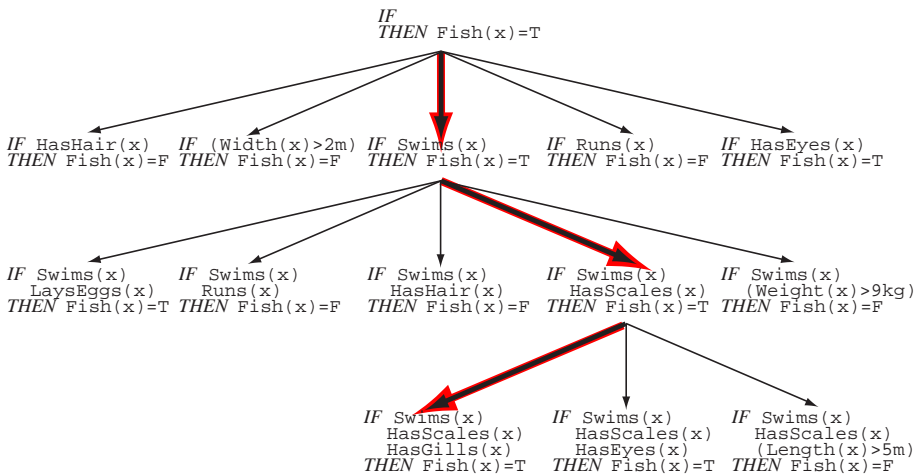 IF
THEN Fish(x)=T
IF HasHair(x)
THEN Fish(x)=F
IF (Width(x)>2m)
THEN Fish(x)=F
IF Swims(x)
THEN Fish(x)=T
IF Runs(x)
THEN Fish(x)=F
IF HasEyes(x)
THEN Fish(x)=T
IF Swims(x)
LaysEggs(x)
THEN Fish(x)=T
IF Swims(x)
Runs(x)
THEN Fish(x)=F
IF Swims(x)
HasHair(x)
THEN Fish(x)=F
IF Swims(x)
HasScales(x)
THEN Fish(x)=T
IF Swims(x)
(Weight(x)>9kg)
THEN Fish(x)=F
IF Swims(x)
HasScales(x)
HasGills(x)
THEN Fish(x)=T
IF Swims(x)
HasScales(x)
HasEyes(x)
THEN Fish(x)=T
IF Swims(x)
HasScales(x)
(Length(x)>5m)
THEN Fish(x)=F